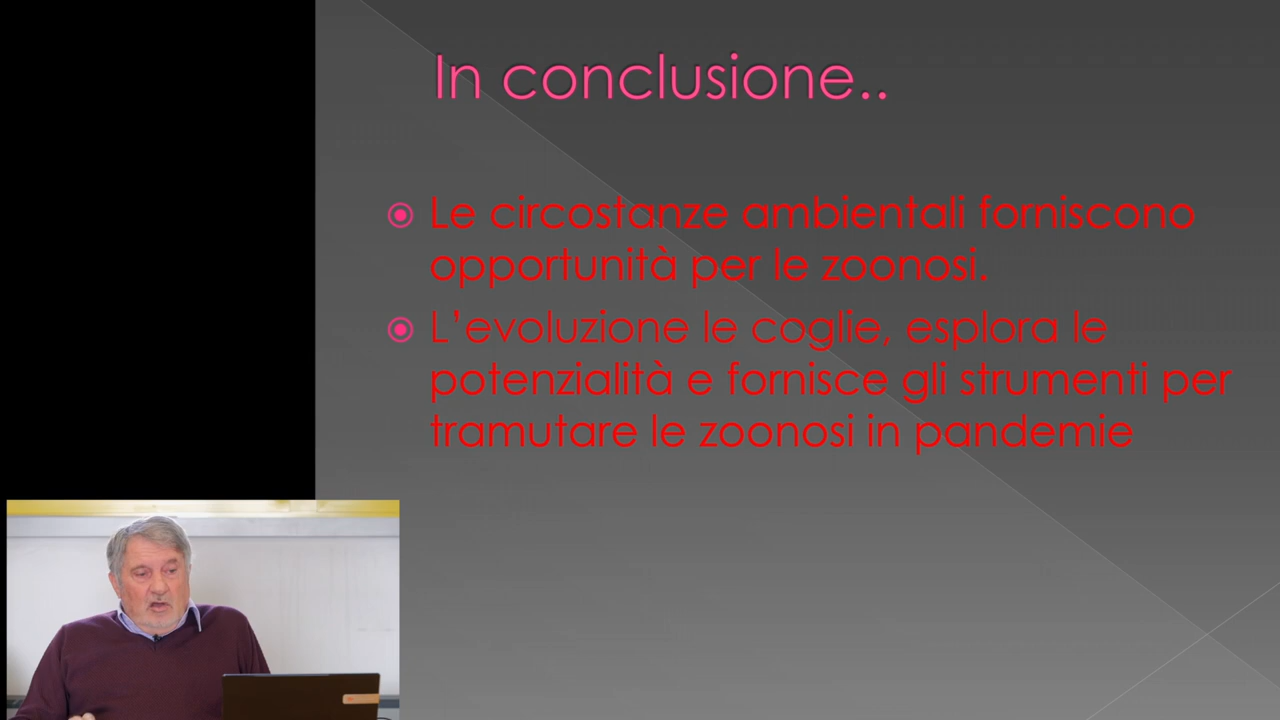 In conclusione..
Le circostanze ambientali forniscono
opportunità per le zoonosi.
L'evoluzione le coglie, esplora le
potenzialità e fornisce gli strumenti per
tramutare le zoonosi in pandemie